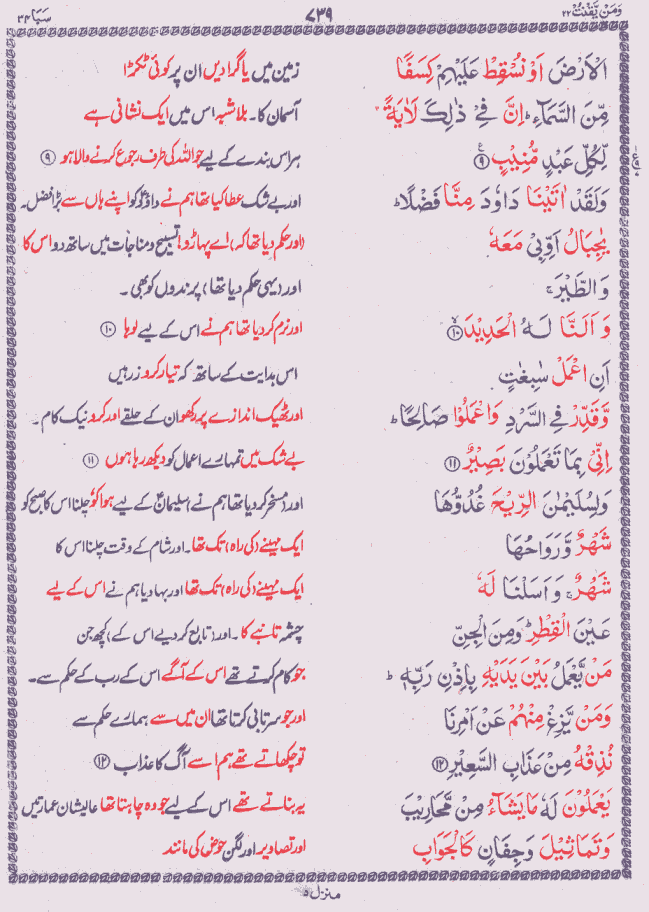 وَمَنْ يَّقْنُتْ ۲۲ ۷۳۹ سَبَا ۳۴
الْاَرْضَ اَوْ نُسْقِطْ عَلَيْهِمْ كِسَفًا زمین میں یا گرا دیں ان پر کوئی ٹکڑا
مِّنَ السَّمَآءِ ؕ اِنَّ فِيْ ذٰلِكَ لَاٰيَةً آسمان کا۔ بلاشبہ اس میں ایک نشانی ہے
لِّكُلِّ عَبْدٍ مُّنِيْبٍ ۹ ہر اس بندے کے لیے جو اللہ کی طرف رجوع کرنے والا ہو ۹
وَلَقَدْ اٰتَيْنَا دَاوٗدَ مِنَّا فَضْلًا ؕ اور بے شک عطا کیا تھا ہم نے داؤد کو اپنے ہاں سے بڑا فضل۔
يٰجِبَالُ اَوِّبِيْ مَعَهٗ (اور حکم دیا تھا کہ) اے پہاڑو! تسبیح و مناجات میں ساتھ دو اس کا
وَالطَّيْرَ ۚ اور (یہی حکم دیا تھا) پرندوں کو بھی۔
وَ اَلَنَّا لَهُ الْحَدِيْدَ ۱۰ اور نرم کر دیا تھا ہم نے اس کے لیے لوہا ۱۰
اَنِ اعْمَلْ سٰبِغٰتٍ اس ہدایت کے ساتھ کہ تیار کرو زرہیں
وَّقَدِّرْ فِي السَّرْدِ وَاعْمَلُوْا صَالِحًا ؕ اور ٹھیک اندازے پر رکھو ان کے حلقے اور کرو نیک کام۔
اِنِّيْ بِمَا تَعْمَلُوْنَ بَصِيْرٌ ۱۱ بے شک میں تمہارے اعمال کو دیکھ رہا ہوں ۱۱
وَلِسُلَيْمٰنَ الرِّيْحَ غُدُوُّهَا اور (مسخر کر دیا تھا ہم نے) سلیمان کے لیے ہوا کو، چلنا اس کا صبح کو
شَهْرٌ وَّرَوَاحُهَا ایک مہینے (کی راہ) تک تھا۔ اور شام کے وقت چلنا اس کا
شَهْرٌ ۚ وَ اَسَلْنَا لَهٗ ایک مہینے (کی راہ) تک تھا اور بہا دیا ہم نے اس کے لیے
عَيْنَ الْقِطْرِ ؕ وَمِنَ الْجِنِّ چشمہ تانبے کا۔ اور (تابع کر دیے اس کے) کچھ جن
مَنْ يَّعْمَلُ بَيْنَ يَدَيْهِ بِاِذْنِ رَبِّهٖ ؕ جو کام کرتے تھے اس کے آگے اس کے رب کے حکم سے۔
وَمَنْ يَّزِغْ مِنْهُمْ عَنْ اَمْرِنَا اور جو سرتابی کرتا تھا ان میں سے ہمارے حکم سے
نُذِقْهُ مِنْ عَذَابِ السَّعِيْرِ ۱۲ تو چکھاتے تھے ہم اسے آگ کا عذاب ۱۲
يَعْمَلُوْنَ لَهٗ مَا يَشَآءُ مِنْ مَّحَارِيْبَ یہ بناتے تھے اس کے لیے جو وہ چاہتا تھا عالیشان عمارتیں
وَتَمَاثِيْلَ وَجِفَانٍ كَالْجَوَابِ اور تصاویر اور لگن حوض کی مانند
منزل ۵